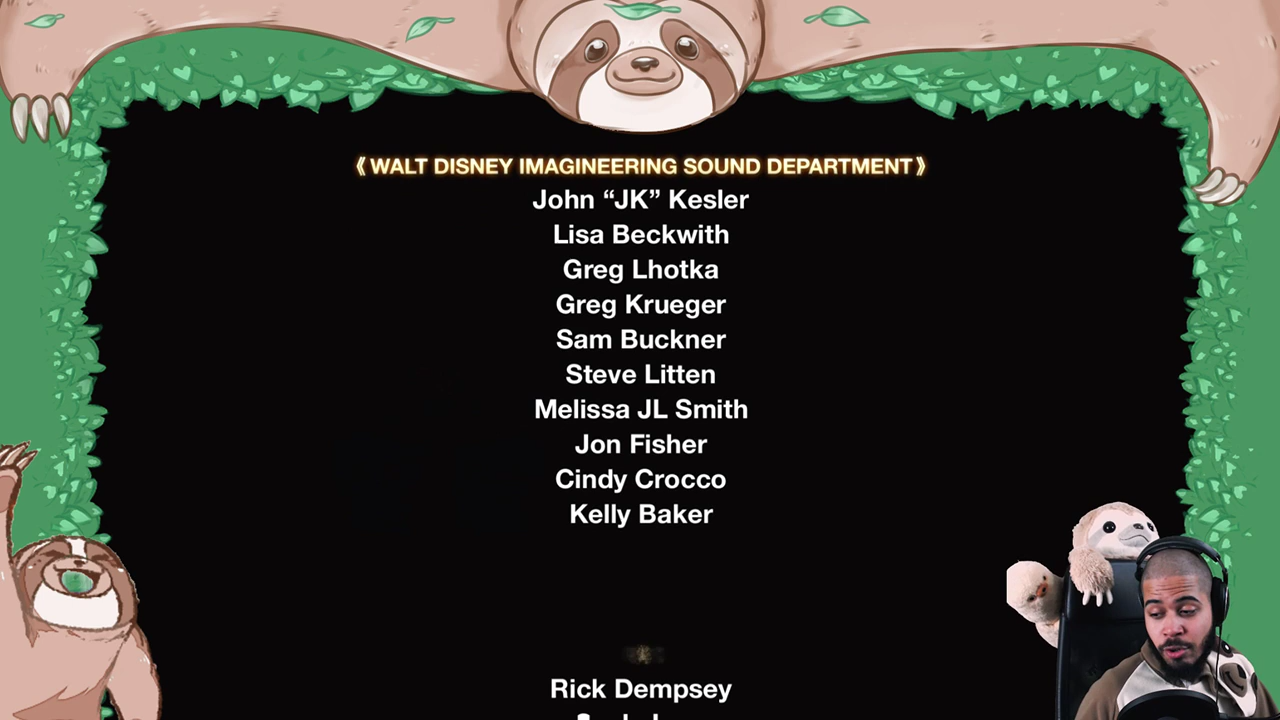 《WALT DISNEY IMAGINEERING SOUND DEPARTMENT》
John “JK” Kesler
Lisa Beckwith
Greg Lhotka
Greg Krueger
Sam Buckner
Steve Litten
Melissa JL Smith
Jon Fisher
Cindy Crocco
Kelly Baker
Rick Dempsey